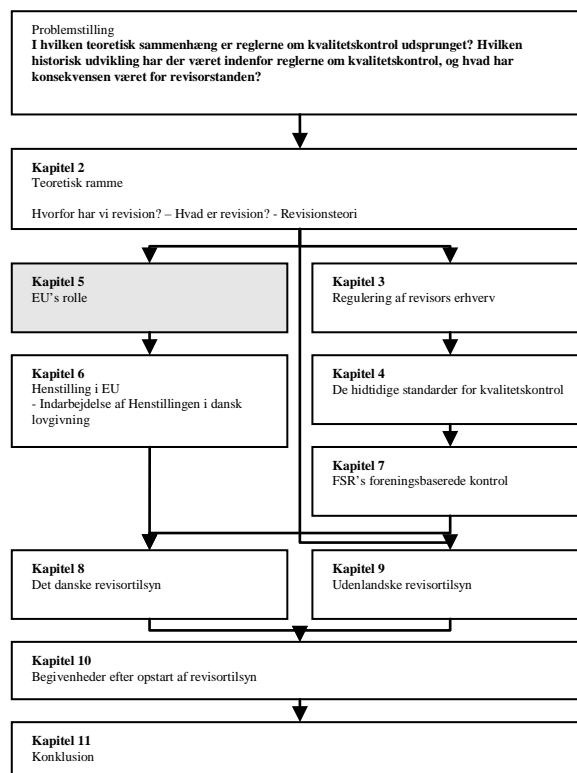 Problemstilling
I hvilken teoretisk sammenhæng er reglerne om kvalitetskontrol udsprunget? Hvilken
historisk udvikling har der været indenfor reglerne om kvalitetskontrol, og hvad har
konsekvensen været for revisorstanden?
Kapitel 2
Teoretisk ramme
Hvorfor har vi revision? – Hvad er revision? - Revisionsteori
Kapitel 5
EU's rolle
Kapitel 3
Regulering af revisors erhverv
Kapitel 6
Henstilling i EU
- Indarbejdelse af Henstillingen i dansk
lovgivning
Kapitel 4
De hidtidige standarder for kvalitetskontrol
Kapitel 7
FSR's foreningsbaserede kontrol
Kapitel 8
Det danske revisortilsyn
Kapitel 9
Udenlandske revisortilsyn
Kapitel 10
Begivenheder efter opstart af revisortilsyn
Kapitel 11
Konklusion